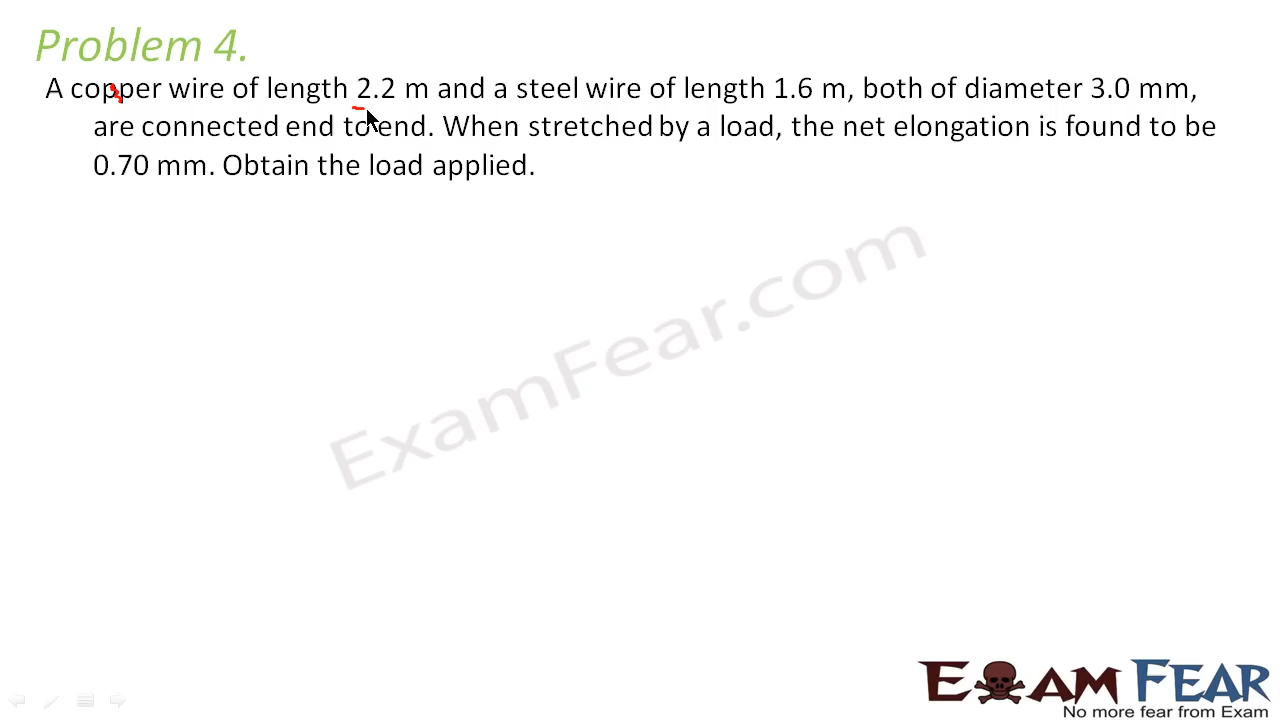 Problem 4.
A copper wire of length 2.2 m and a steel wire of length 1.6 m, both of diameter 3.0 mm,
are connected end to end. When stretched by a load, the net elongation is found to be
0.70 mm. Obtain the load applied.
ExamFear.com
EXAM FEAR
No more fear from Exam